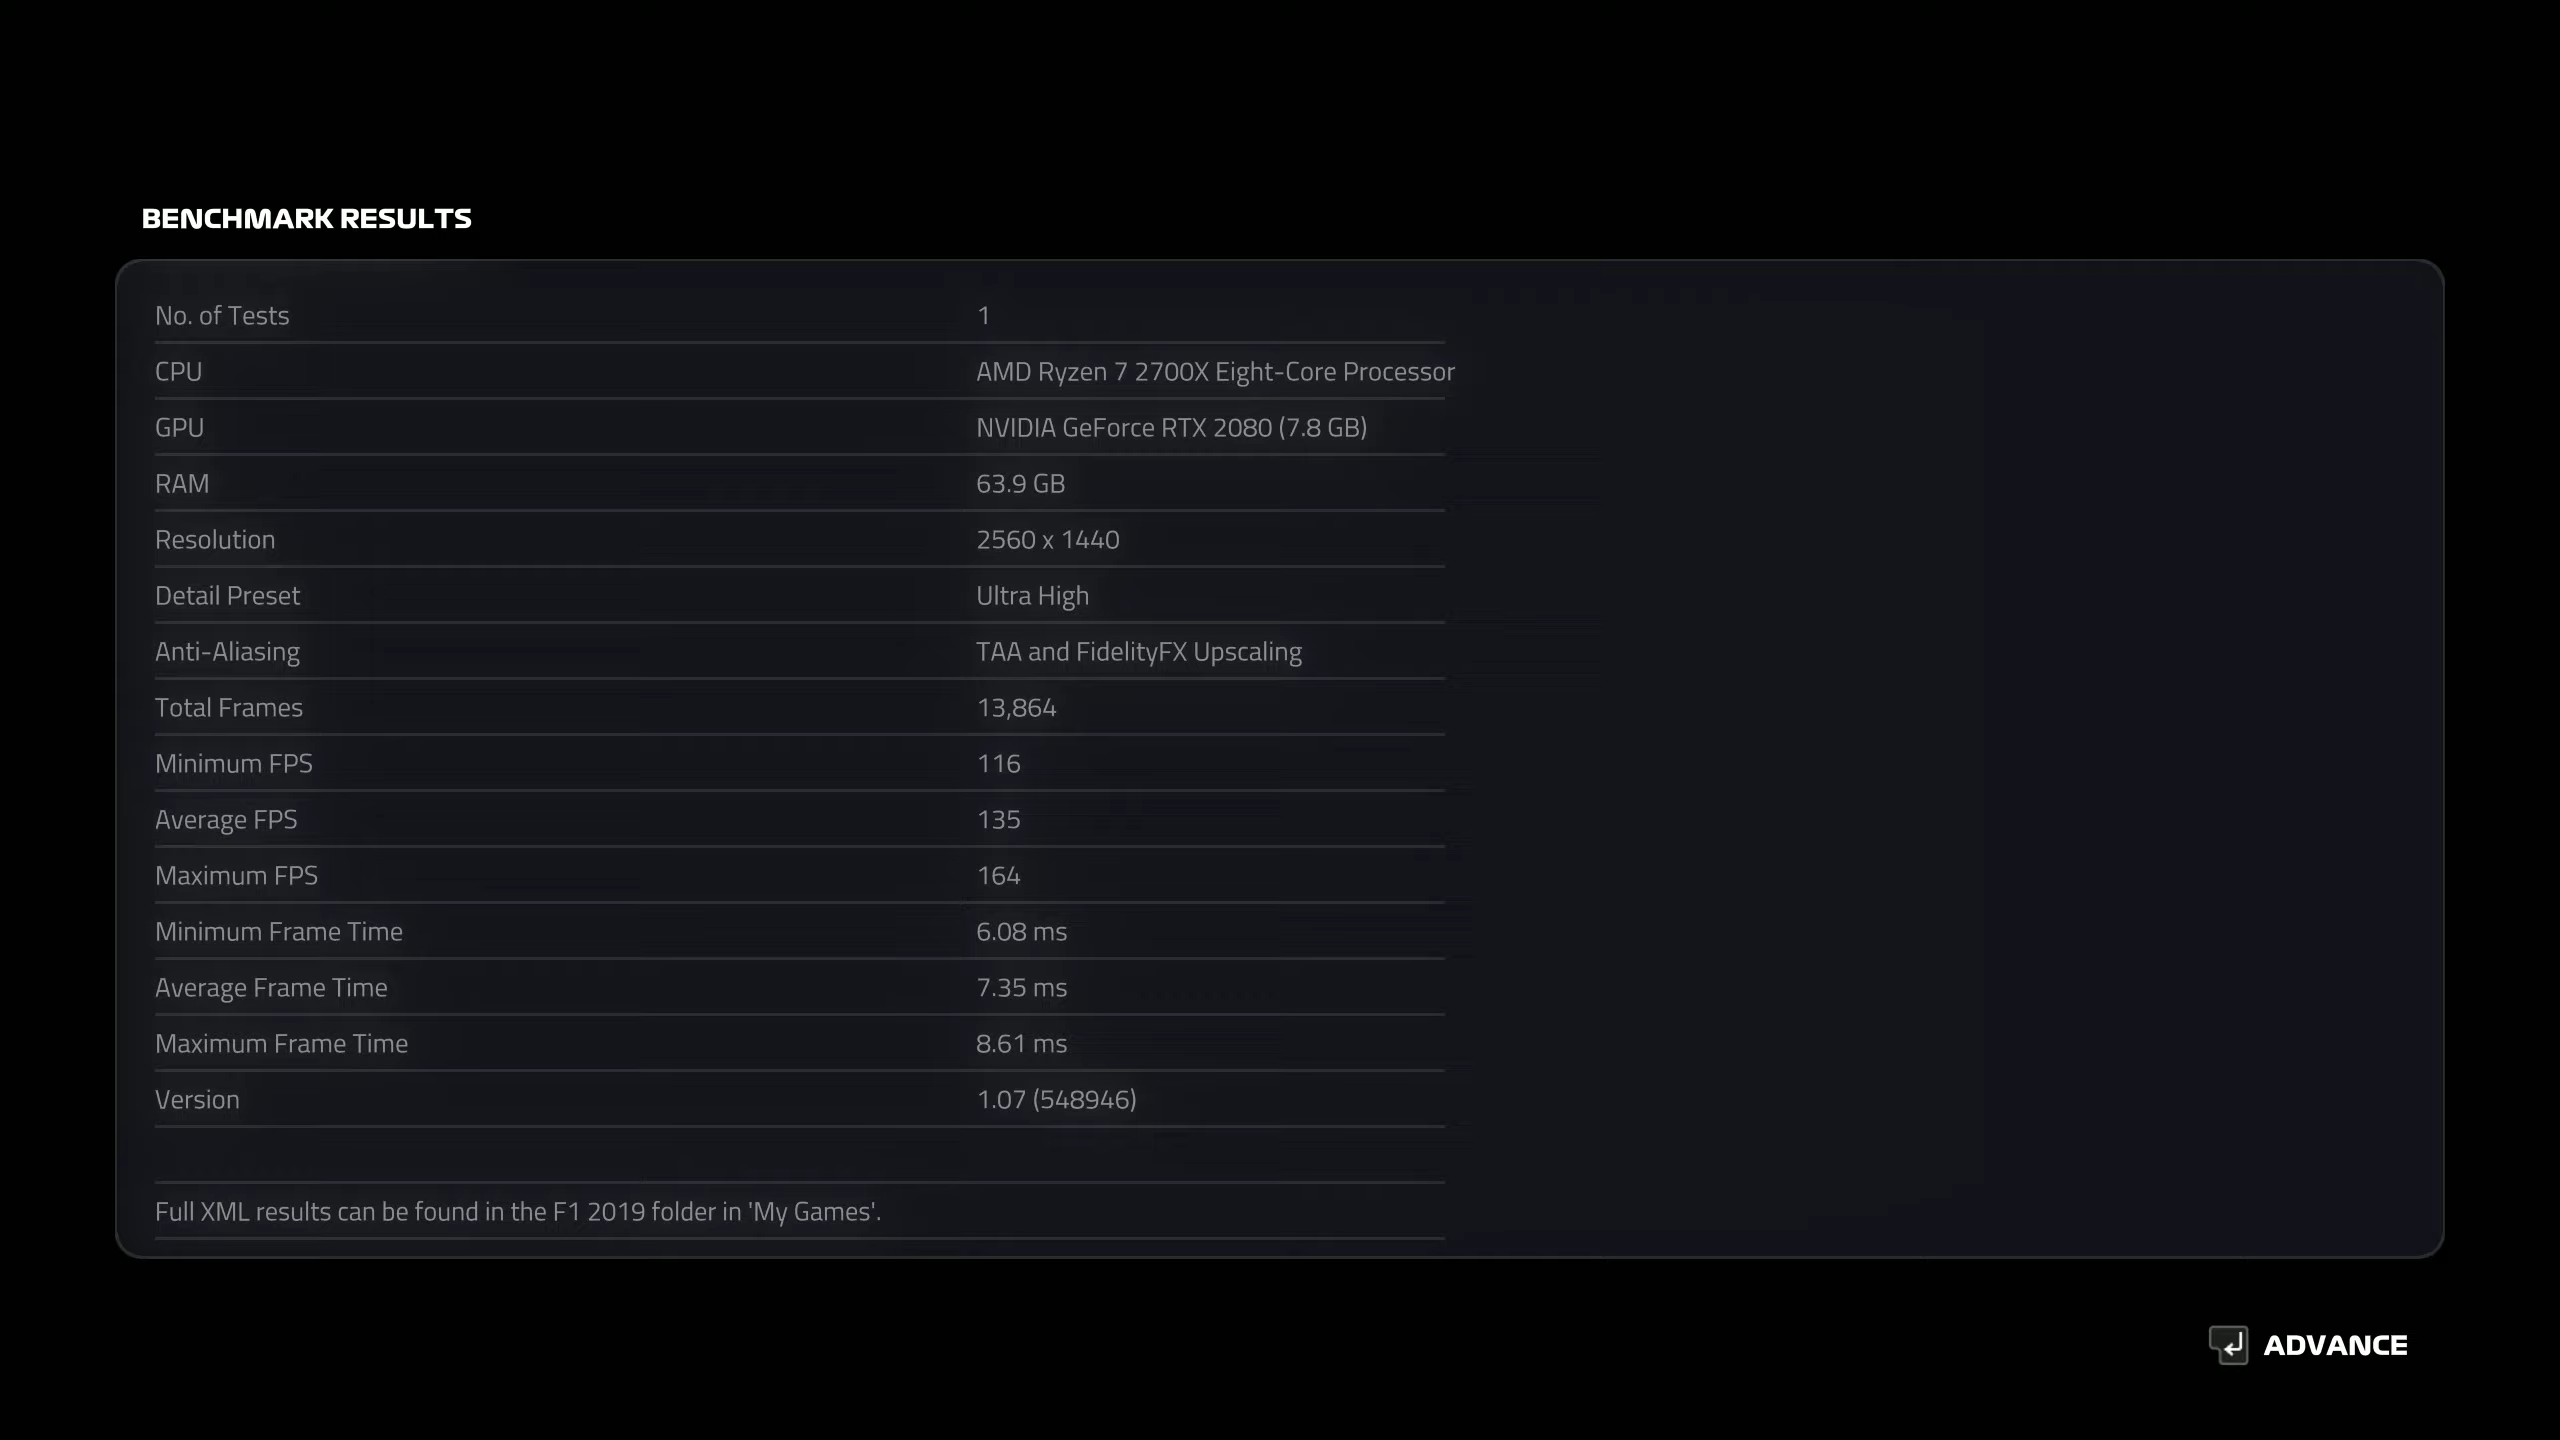 BENCHMARK RESULTS
No. of Tests 1
CPU AMD Ryzen 7 2700X Eight-Core Processor
GPU NVIDIA GeForce RTX 2080 (7.8 GB)
RAM 63.9 GB
Resolution 2560 x 1440
Detail Preset Ultra High
Anti-Aliasing TAA and FidelityFX Upscaling
Total Frames 13,864
Minimum FPS 116
Average FPS 135
Maximum FPS 164
Minimum Frame Time 6.08 ms
Average Frame Time 7.35 ms
Maximum Frame Time 8.61 ms
Version 1.07 (548946)
Full XML results can be found in the F1 2019 folder in 'My Games'.
ADVANCE